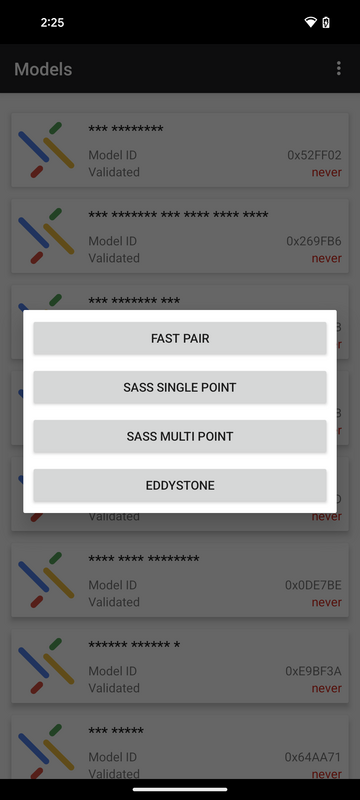 2:25
Models
*** ********
Model ID 0x52FF02
Validated never
*** ******* *** **** **** ****
Model ID 0x269FB6
Validated never
*** ******* ***
FAST PAIR
SASS SINGLE POINT
SASS MULTI POINT
EDDYSTONE
Validated never
**** **** ********
Model ID 0x0DE7BE
Validated never
****** ****** *
Model ID 0xE9BF3A
Validated never
*** *****
Model ID 0x64AA71
Validated never